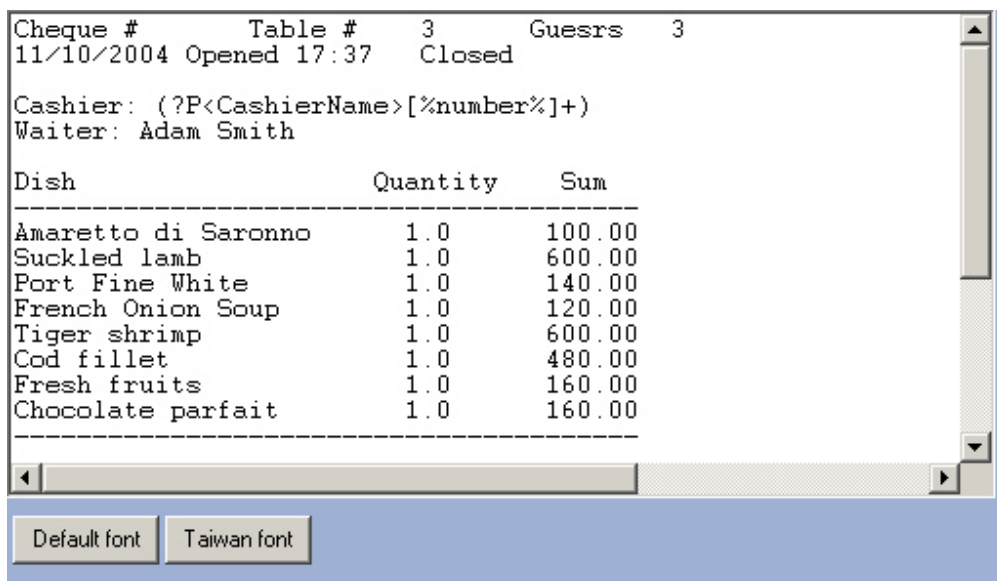 Cheque # Table # 3 Guesrs 3
11/10/2004 Opened 17:37 Closed
Cashier: (?P<CashierName>[%number%]+)
Waiter: Adam Smith
Dish Quantity Sum
----------------------------------------
Amaretto di Saronno 1.0 100.00
Suckled lamb 1.0 600.00
Port Fine White 1.0 140.00
French Onion Soup 1.0 120.00
Tiger shrimp 1.0 600.00
Cod fillet 1.0 480.00
Fresh fruits 1.0 160.00
Chocolate parfait 1.0 160.00
----------------------------------------
Default font Taiwan font